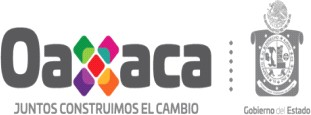 Oaxaca
JUNTOS CONSTRUIMOS EL CAMBIO
Gobierno del Estado